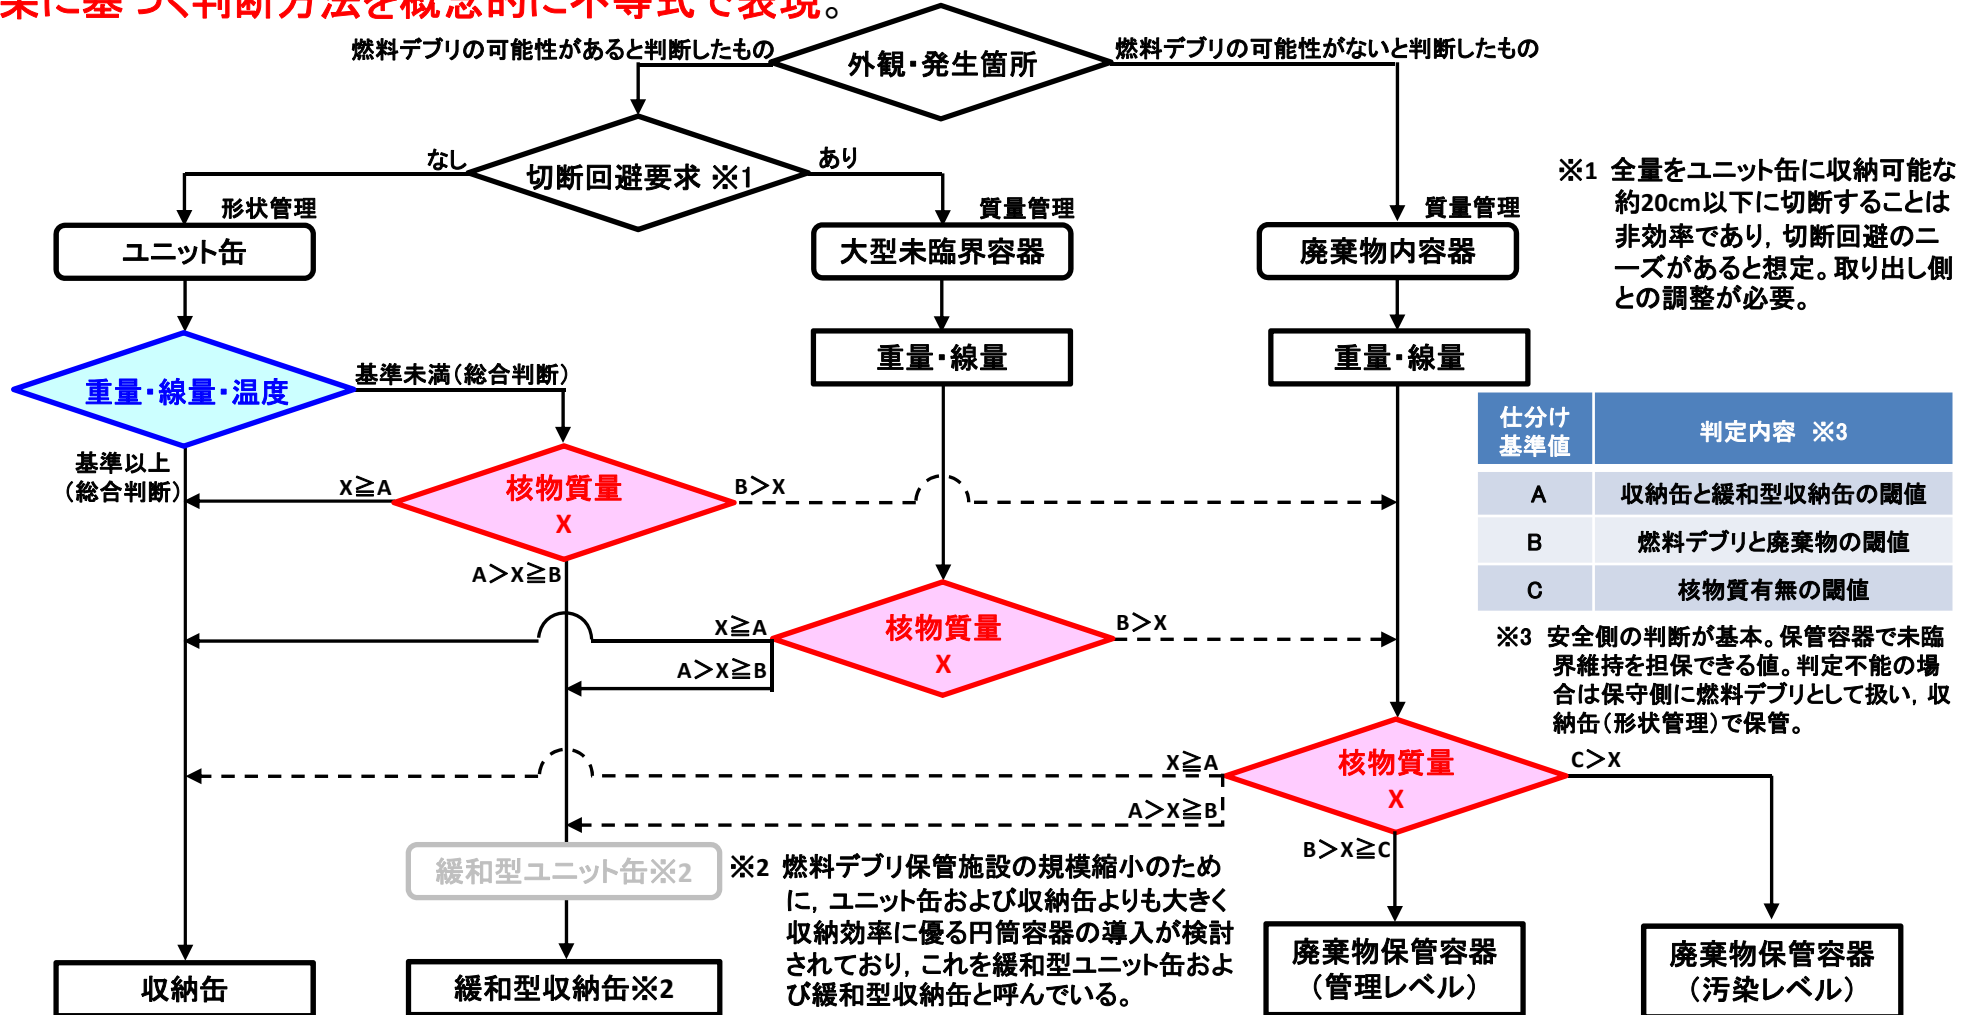 業に基づく判断方法を概念的に不等式で表現。
燃料デブリの可能性があると判断したもの
外観・発生箇所
燃料デブリの可能性がないと判断したもの
なし
切断回避要求 ※1
あり
形状管理
質量管理
質量管理
ユニット缶
大型未臨界容器
廃棄物内容器
※1 全量をユニット缶に収納可能な
約20cm以下に切断することは
非効率であり，切断回避のニ
ーズがあると想定。取り出し側
との調整が必要。
重量・線量・温度
基準未満（総合判断）
重量・線量
重量・線量
基準以上
（総合判断）
X≧A
核物質量
X
B＞X
A＞X≧B
仕分け
基準値
判定内容 ※3
A 収納缶と緩和型収納缶の閾値
B 燃料デブリと廃棄物の閾値
C 核物質有無の閾値
X≧A
核物質量
X
B＞X
A＞X≧B
※3 安全側の判断が基本。保管容器で未臨
界維持を担保できる値。判定不能の場
合は保守側に燃料デブリとして扱い，収
納缶（形状管理）で保管。
X≧A
核物質量
X
C＞X
A＞X≧B
B＞X≧C
緩和型ユニット缶※2
※2 燃料デブリ保管施設の規模縮小のため
に，ユニット缶および収納缶よりも大きく
収納効率に優る円筒容器の導入が検討
されており，これを緩和型ユニット缶およ
び緩和型収納缶と呼んでいる。
収納缶
緩和型収納缶※2
廃棄物保管容器
（管理レベル）
廃棄物保管容器
（汚染レベル）